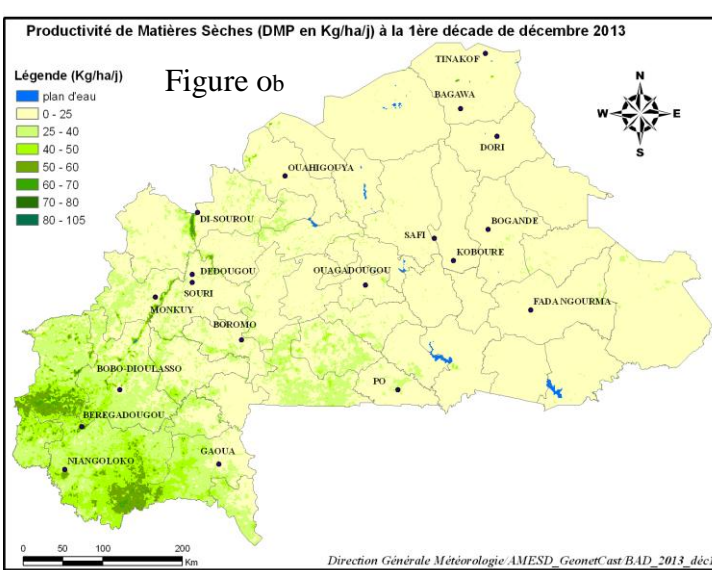 Productivité de Matières Sèches (DMP en Kg/ha/j) à la 1ère décade de décembre 2013
Légende (Kg/ha/j)
Figure 0b
plan d'eau
0 - 25
25 - 40
40 - 50
50 - 60
60 - 70
70 - 80
80 - 105
N
W
E
S
TINAKOF
BAGAWA
DORI
OUAHIGOUYA
DI-SOUROU
SAFI
BOGANDE
KOBOURE
DEDOUGOU
SOURI
OUAGADOUGOU
MONKUY
FADA NGOURMA
BOROMO
BOBO-DIOULASSO
PO
BEREGADOUGOU
GAOUA
NIANGOLOKO
0 50 100 200
Km
Direction Générale Météorologie/AMESD_GeonetCast/BAD_2013_déc1